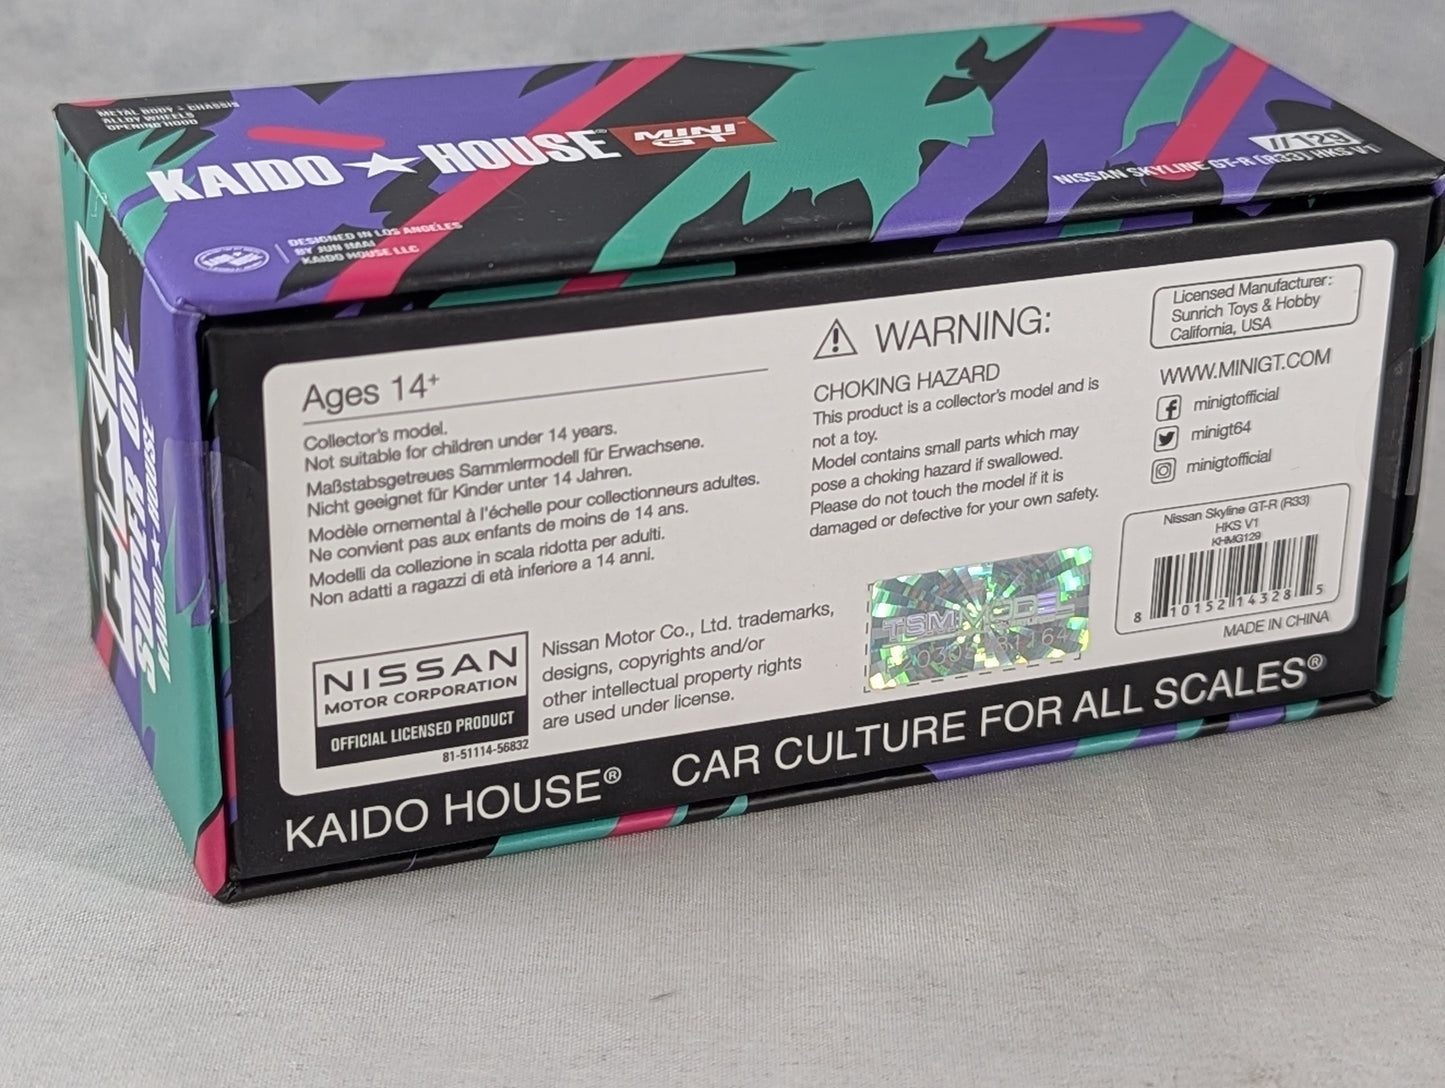 METAL BODY + CHASSIS
ALLOY WHEELS
OPENING HOOD
KAIDO★HOUSE®
MINI
GT™
//129
NISSAN SKYLINE GT-R (R33) HKS V1
DESIGNED IN LOS ANGELES
BY JUN IMAI
KAIDO HOUSE LLC
SUPER OIL
KAIDO★HOUSE
Ages 14+
Collector's model.
Not suitable for children under 14 years.
Maßstabsgetreues Sammlermodell für Erwachsene.
Nicht geeignet für Kinder unter 14 Jahren.
Modèle ornemental à l'échelle pour collectionneurs adultes.
Ne convient pas aux enfants de moins de 14 ans.
Modelli da collezione in scala ridotta per adulti.
Non adatti a ragazzi di età inferiore a 14 anni.
NISSAN
MOTOR CORPORATION
OFFICIAL LICENSED PRODUCT
81-51114-56832
Nissan Motor Co., Ltd. trademarks,
designs, copyrights and/or
other intellectual property rights
are used under license.
WARNING:
CHOKING HAZARD
This product is a collector's model and is
not a toy.
Model contains small parts which may
pose a choking hazard if swallowed.
Please do not touch the model if it is
damaged or defective for your own safety.
TSM MODEL
Licensed Manufacturer:
Sunrich Toys & Hobby
California, USA
WWW.MINIGT.COM
minigtofficial
minigt64
minigtofficial
Nissan Skyline GT-R (R33)
HKS V1
KHMG129
8 10152 14328 5
MADE IN CHINA
KAIDO HOUSE® CAR CULTURE FOR ALL SCALES®